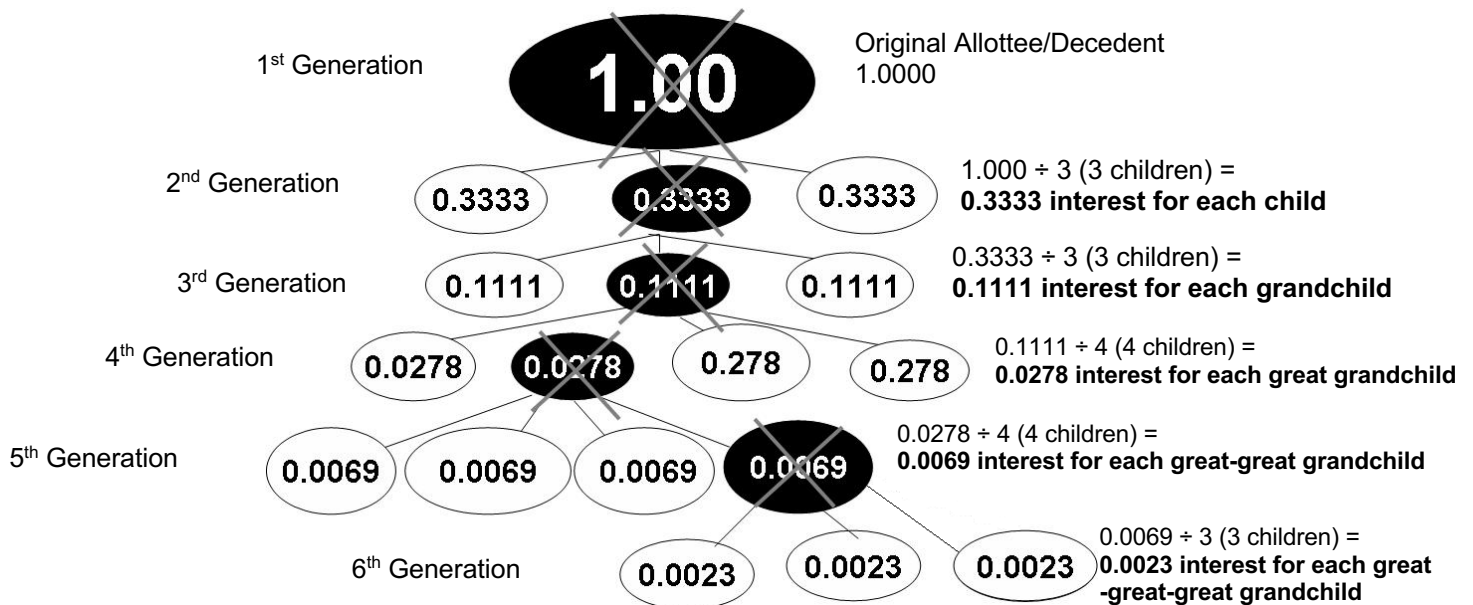 1st Generation
1.00
Original Allottee/Decedent
1.0000
2nd Generation
0.3333
0.3333
0.3333
1.000 ÷ 3 (3 children) =
0.3333 interest for each child
3rd Generation
0.1111
0.1111
0.1111
0.3333 ÷ 3 (3 children) =
0.1111 interest for each grandchild
4th Generation
0.0278
0.0278
0.278
0.278
0.1111 ÷ 4 (4 children) =
0.0278 interest for each great grandchild
5th Generation
0.0069
0.0069
0.0069
0.0069
0.0278 ÷ 4 (4 children) =
0.0069 interest for each great-great grandchild
6th Generation
0.0023
0.0023
0.0023
0.0069 ÷ 3 (3 children) =
0.0023 interest for each great
-great-great grandchild